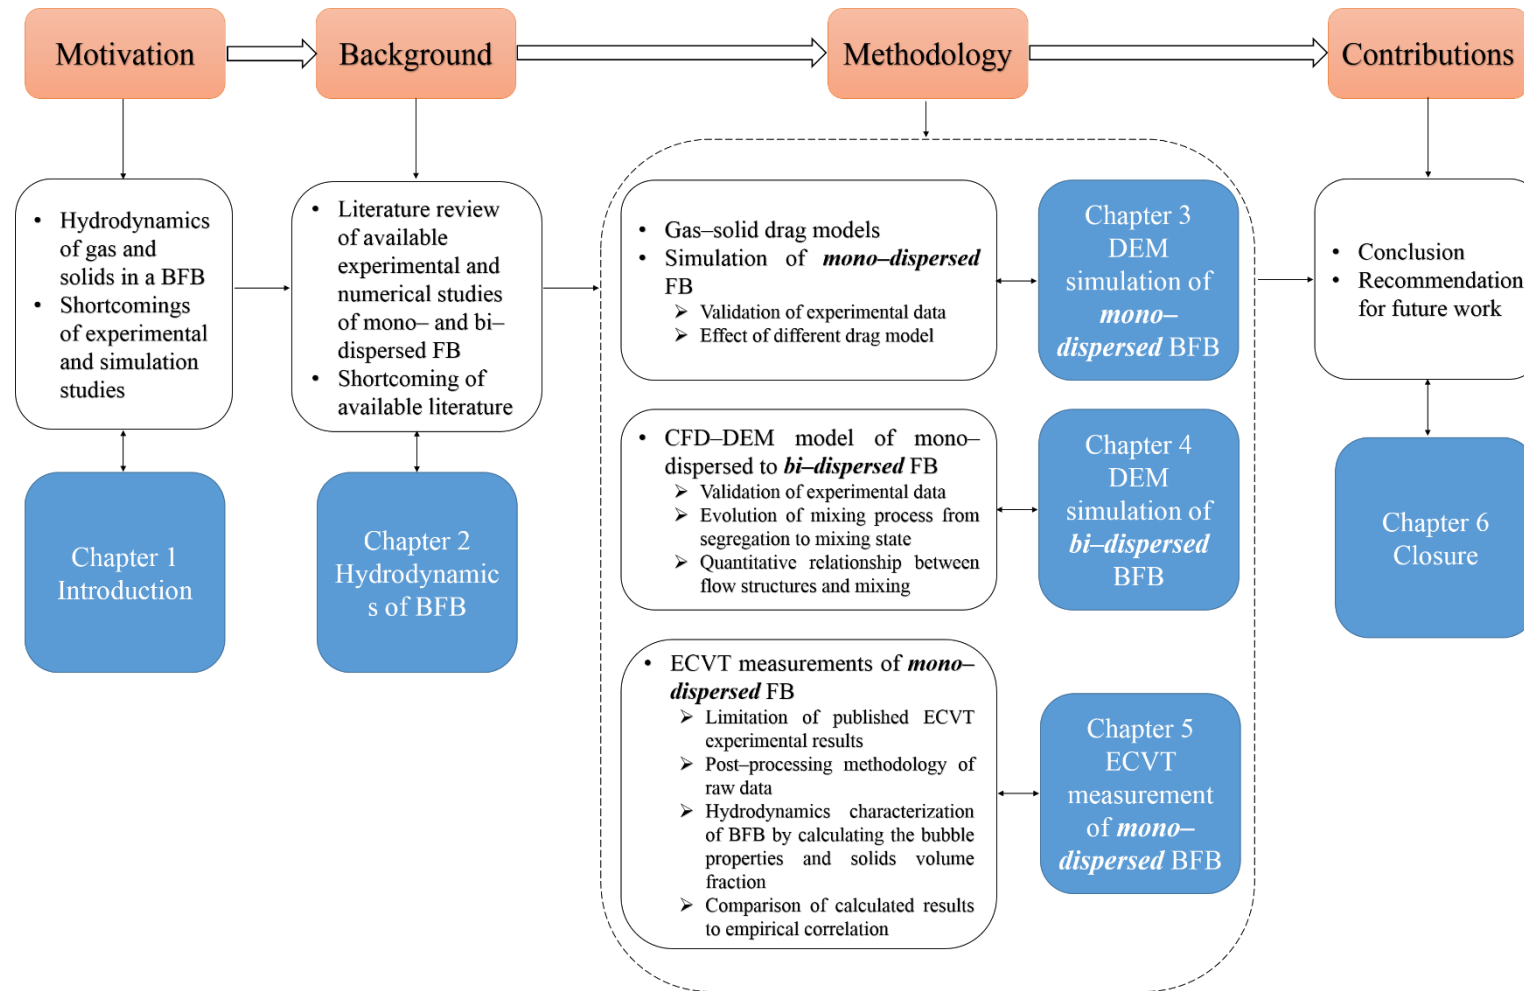 Motivation
Background
Methodology
Contributions
• Hydrodynamics
of gas and
solids in a BFB
• Shortcomings
of experimental
and simulation
studies
Chapter 1
Introduction
• Literature review
of available
experimental and
numerical studies
of mono– and bi–
dispersed FB
• Shortcoming of
available literature
Chapter 2
Hydrodynamic
s of BFB
• Gas–solid drag models
• Simulation of mono–dispersed
FB
➢ Validation of experimental data
➢ Effect of different drag model
Chapter 3
DEM
simulation of
mono–
dispersed BFB
• CFD–DEM model of mono–
dispersed to bi–dispersed FB
➢ Validation of experimental data
➢ Evolution of mixing process from
segregation to mixing state
➢ Quantitative relationship between
flow structures and mixing
Chapter 4
DEM
simulation of
bi–dispersed
BFB
• ECVT measurements of mono–
dispersed FB
➢ Limitation of published ECVT
experimental results
➢ Post–processing methodology of
raw data
➢ Hydrodynamics characterization
of BFB by calculating the bubble
properties and solids volume
fraction
➢ Comparison of calculated results
to empirical correlation
Chapter 5
ECVT
measurement
of mono–
dispersed BFB
• Conclusion
• Recommendation
for future work
Chapter 6
Closure